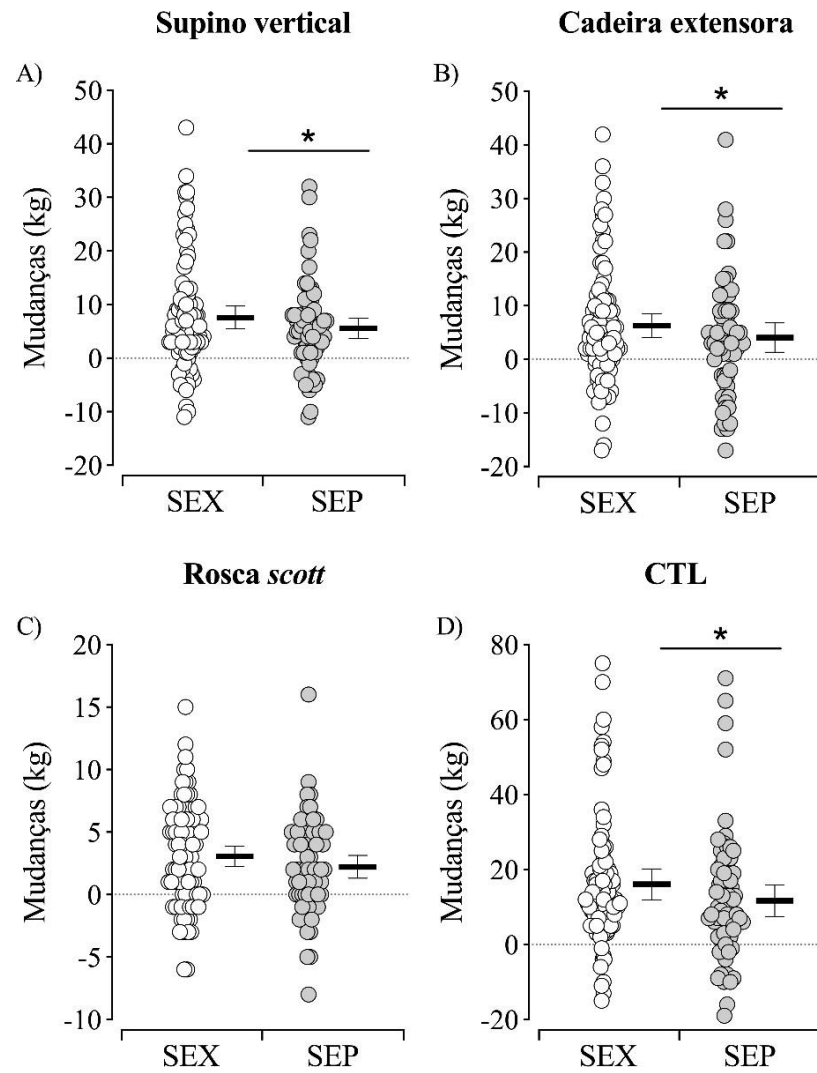 Supino vertical
A)
50
40
30
20
10
0
-10
-20
Mudanças (kg)
*
SEX SEP
Cadeira extensora
B)
50
40
30
20
10
0
-10
-20
Mudanças (kg)
*
SEX SEP
Rosca scott
C)
20
15
10
5
0
-5
-10
Mudanças (kg)
SEX SEP
CTL
D)
80
60
40
20
0
-20
Mudanças (kg)
*
SEX SEP